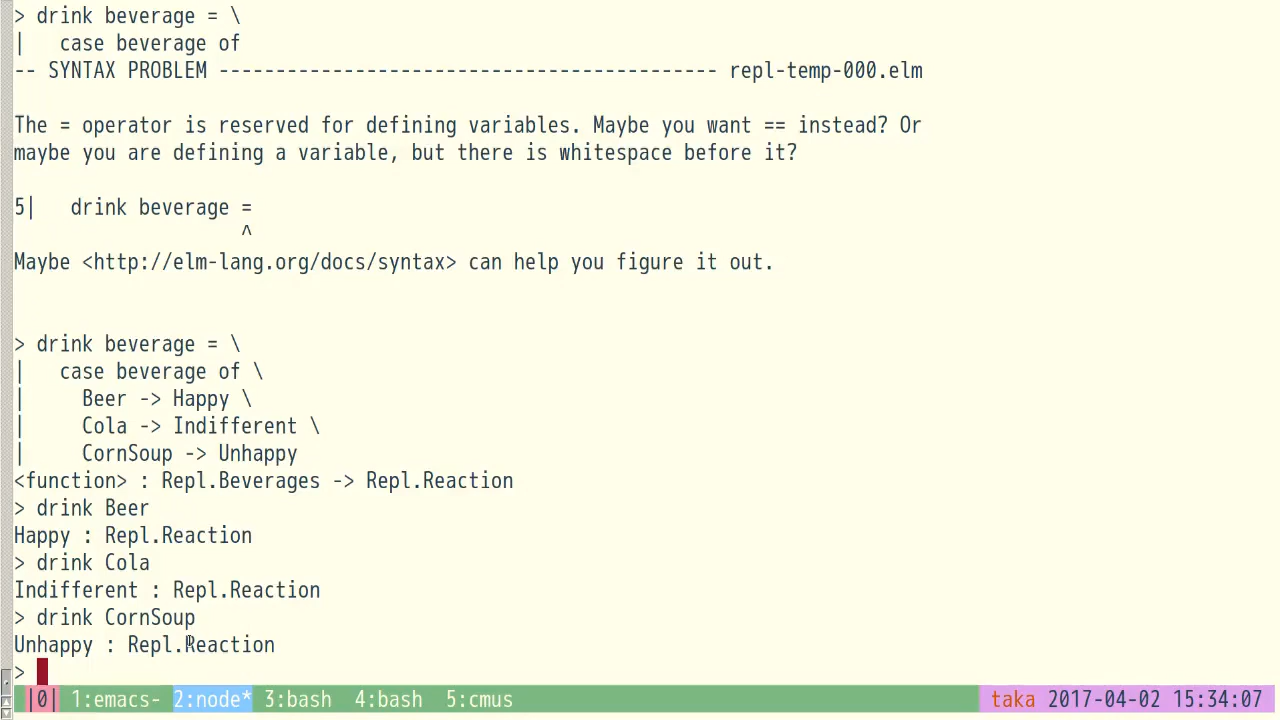 > drink beverage = \
|   case beverage of
-- SYNTAX PROBLEM -------------------------------------------- repl-temp-000.elm
The = operator is reserved for defining variables. Maybe you want == instead? Or
maybe you are defining a variable, but there is whitespace before it?
5|   drink beverage =
^
Maybe <http://elm-lang.org/docs/syntax> can help you figure it out.
> drink beverage = \
|   case beverage of \
|     Beer -> Happy \
|     Cola -> Indifferent \
|     CornSoup -> Unhappy
<function> : Repl.Beverages -> Repl.Reaction
> drink Beer
Happy : Repl.Reaction
> drink Cola
Indifferent : Repl.Reaction
> drink CornSoup
Unhappy : Repl.Reaction
>
|0| 1:emacs- 2:node* 3:bash 4:bash 5:cmus taka 2017-04-02 15:34:07